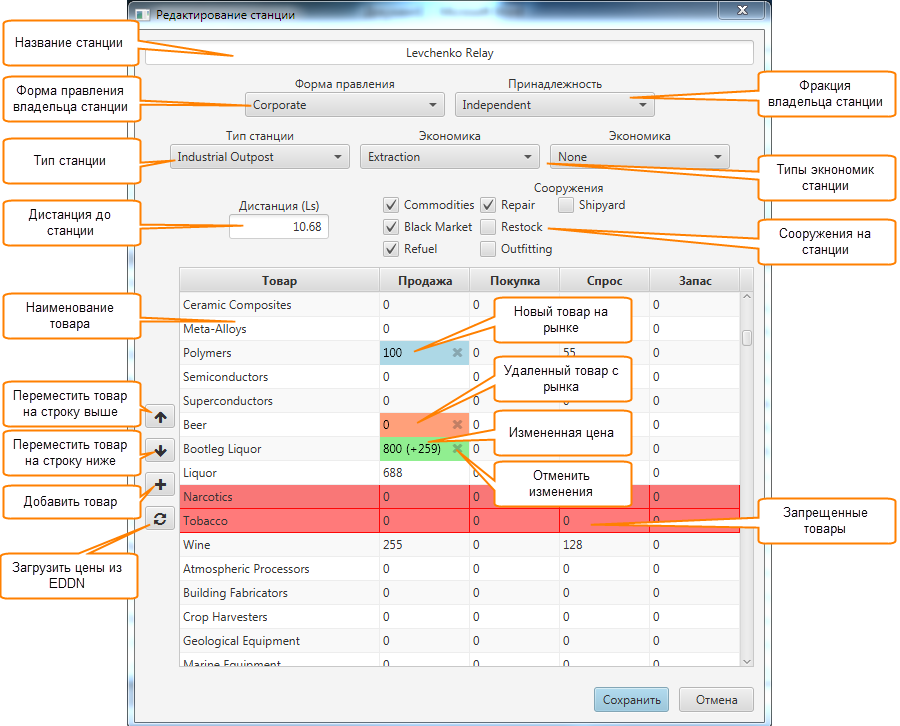 Редактирование станции
Название станции
Levchenko Relay
Форма правления
владельца станции
Форма правления
Принадлежность
Corporate
Independent
Фракция
владельца станции
Тип станции
Тип станции
Экономика
Экономика
Industrial Outpost
Extraction
None
Типы экнономик
станции
Дистанция до
станции
Дистанция (Ls)
10.68
Сооружения
Commodities
Repair
Shipyard
Black Market
Restock
Refuel
Outfitting
Сооружения на
станции
Товар Продажа Покупка Спрос Запас
Наименование
товара
Ceramic Composites 0 0 0
Meta-Alloys 0 0
Новый товар на
рынке
Polymers 100 0 55 0
Semiconductors 0 0
Удаленный товар с
рынка
Superconductors 0 0
Переместить товар
на строку выше
Beer 0 0
Измененная цена
Переместить товар
на строку ниже
Bootleg Liquor 800 (+259) 0
Liquor 688 0
Отменить
изменения
Добавить товар
Narcotics 0 0 0
Tobacco 0 0 0 0
Запрещенные
товары
Wine 255 0 128 0
Загрузить цены из
EDDN
Atmospheric Processors 0 0 0 0
Building Fabricators 0 0 0 0
Crop Harvesters 0 0 0 0
Geological Equipment 0 0 0 0
Marine Equipment 0 0 0 0
Сохранить
Отмена